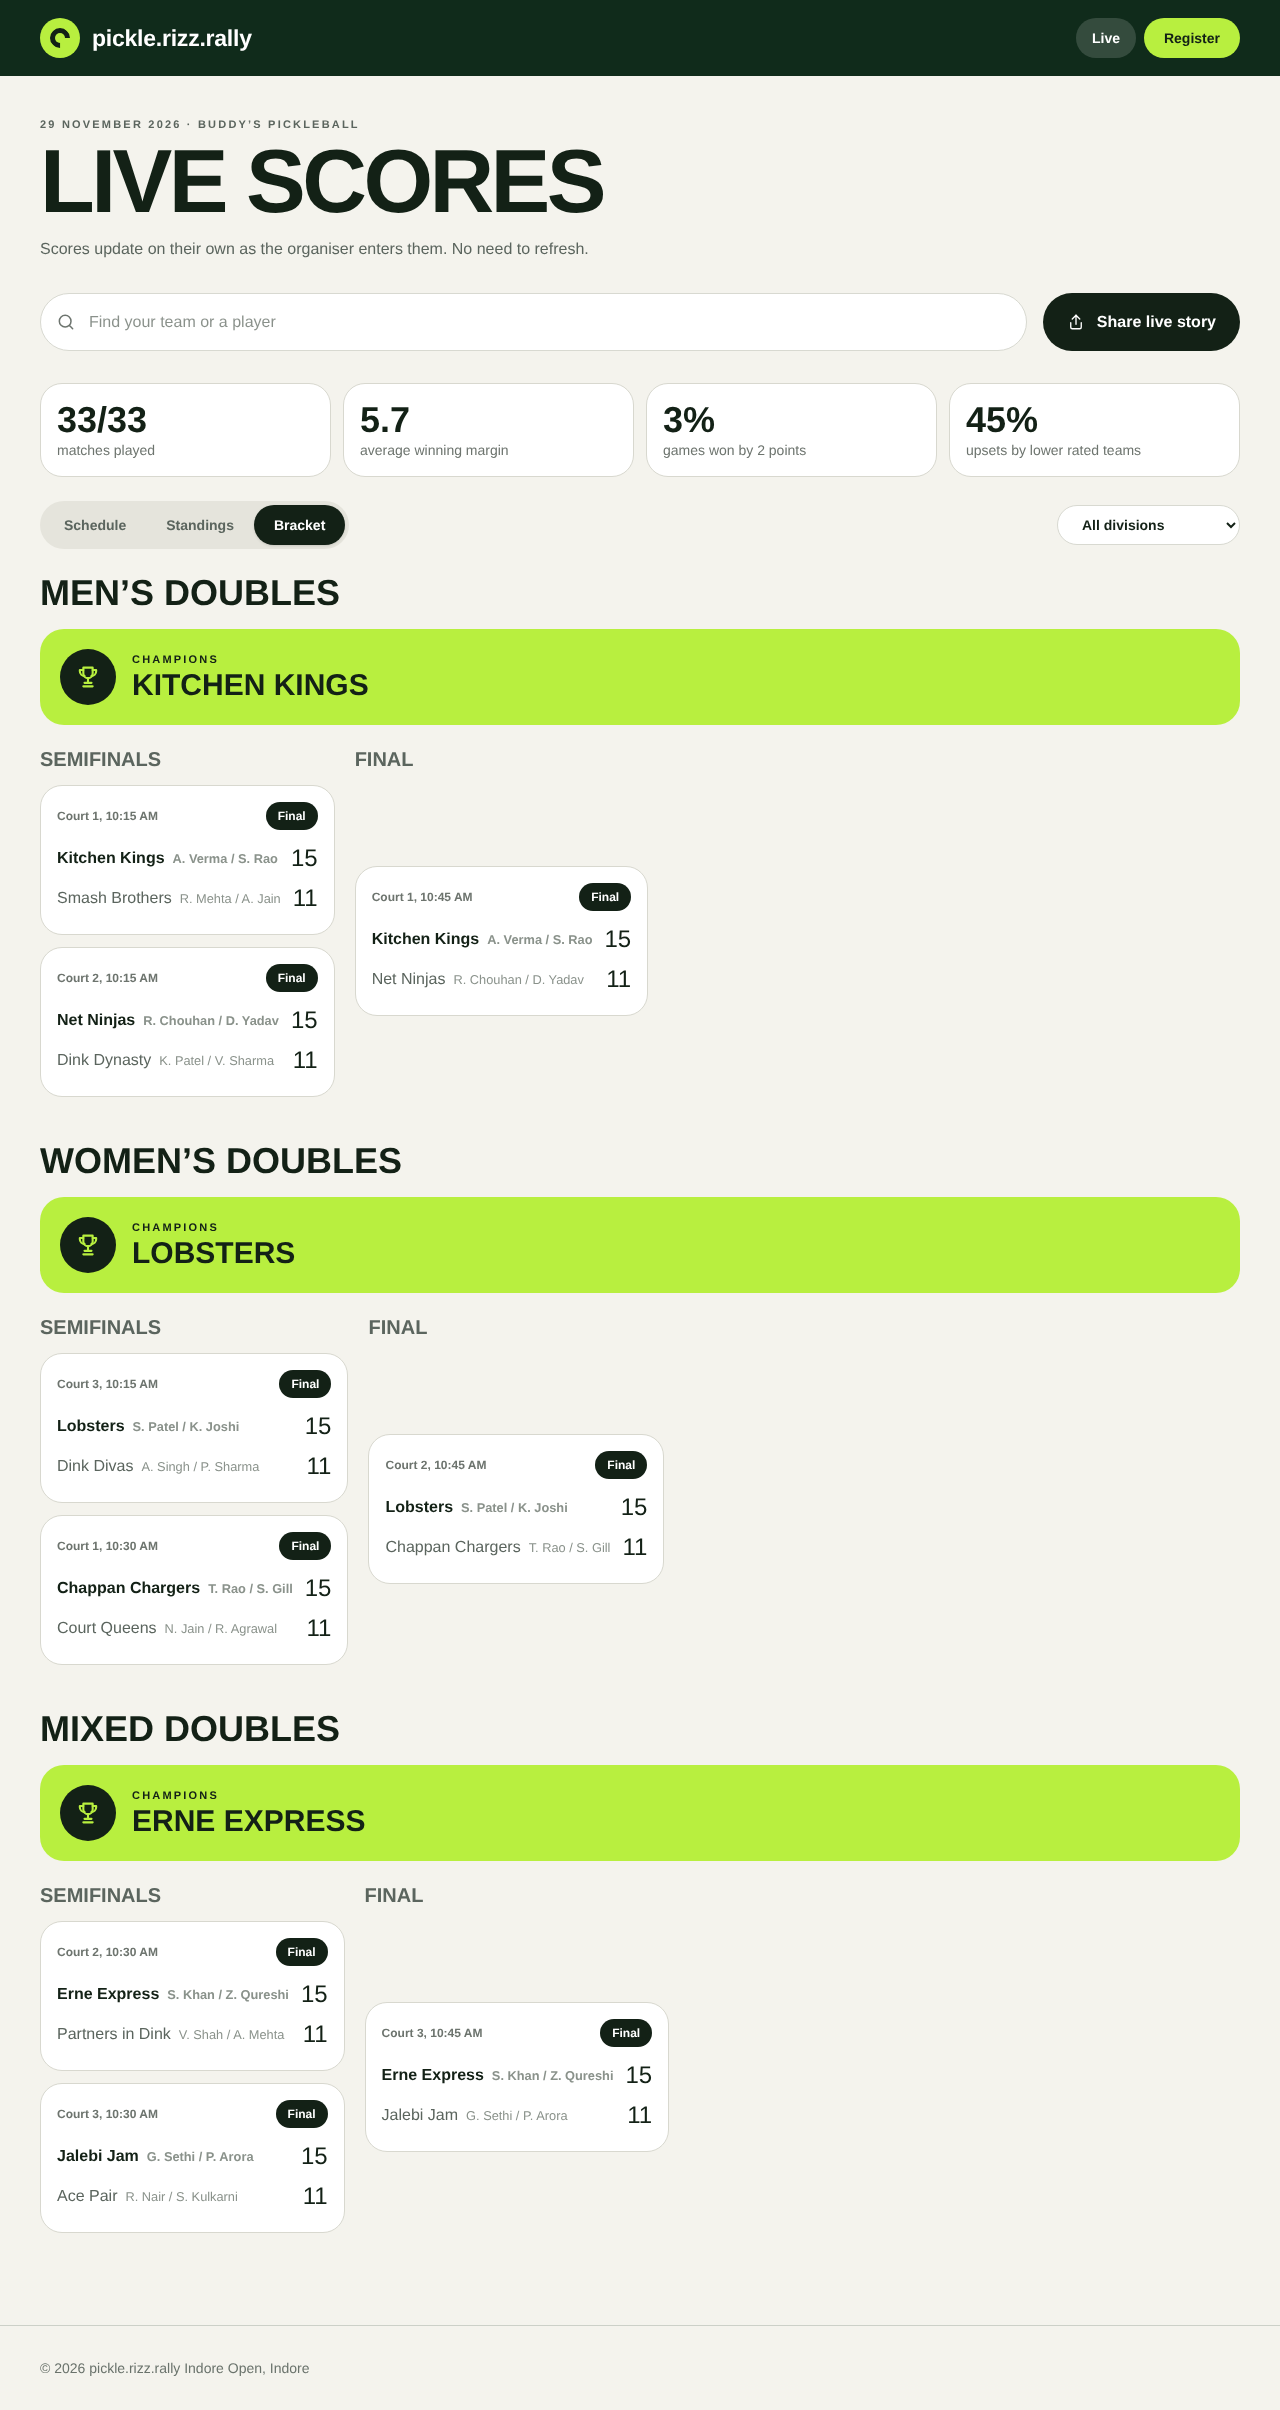 pickle.rizz.rally
Live
Register
29 NOVEMBER 2026 · BUDDY’S PICKLEBALL
LIVE SCORES
Scores update on their own as the organiser enters them. No need to refresh.
Find your team or a player
Share live story
33/33
matches played
5.7
average winning margin
3%
games won by 2 points
45%
upsets by lower rated teams
Schedule
Standings
Bracket
All divisions
MEN’S DOUBLES
CHAMPIONS
KITCHEN KINGS
SEMIFINALS
Court 1, 10:15 AM Final
Kitchen Kings A. Verma / S. Rao 15
Smash Brothers R. Mehta / A. Jain 11
Court 2, 10:15 AM Final
Net Ninjas R. Chouhan / D. Yadav 15
Dink Dynasty K. Patel / V. Sharma 11
FINAL
Court 1, 10:45 AM Final
Kitchen Kings A. Verma / S. Rao 15
Net Ninjas R. Chouhan / D. Yadav 11
WOMEN’S DOUBLES
CHAMPIONS
LOBSTERS
SEMIFINALS
Court 3, 10:15 AM Final
Lobsters S. Patel / K. Joshi 15
Dink Divas A. Singh / P. Sharma 11
Court 1, 10:30 AM Final
Chappan Chargers T. Rao / S. Gill 15
Court Queens N. Jain / R. Agrawal 11
FINAL
Court 2, 10:45 AM Final
Lobsters S. Patel / K. Joshi 15
Chappan Chargers T. Rao / S. Gill 11
MIXED DOUBLES
CHAMPIONS
ERNE EXPRESS
SEMIFINALS
Court 2, 10:30 AM Final
Erne Express S. Khan / Z. Qureshi 15
Partners in Dink V. Shah / A. Mehta 11
Court 3, 10:30 AM Final
Jalebi Jam G. Sethi / P. Arora 15
Ace Pair R. Nair / S. Kulkarni 11
FINAL
Court 3, 10:45 AM Final
Erne Express S. Khan / Z. Qureshi 15
Jalebi Jam G. Sethi / P. Arora 11
© 2026 pickle.rizz.rally Indore Open, Indore